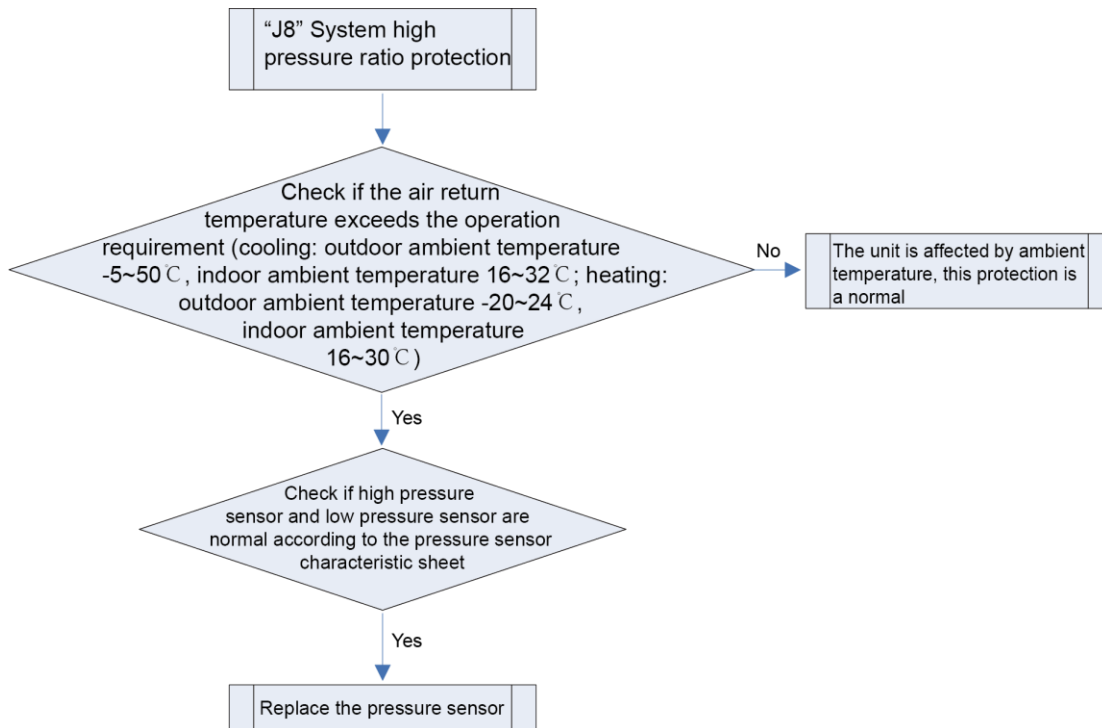 “J8” System high
pressure ratio protection
Check if the air return
temperature exceeds the operation
requirement (cooling: outdoor ambient temperature
-5~50℃, indoor ambient temperature 16~32℃; heating:
outdoor ambient temperature -20~24℃,
indoor ambient temperature
16~30℃)
No
The unit is affected by ambient
temperature, this protection is
a normal
Yes
Check if high pressure
sensor and low pressure sensor are
normal according to the pressure sensor
characteristic sheet
Yes
Replace the pressure sensor